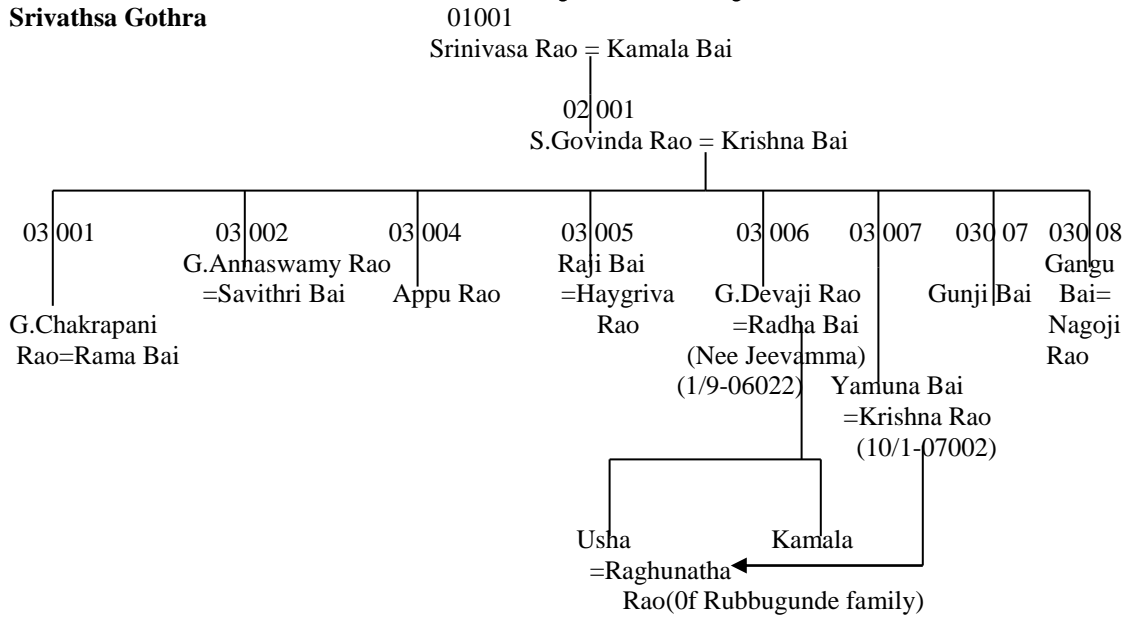 Srivathsa Gothra
01001
Srinivasa Rao = Kamala Bai
02 001
S.Govinda Rao = Krishna Bai
03 001 03 002 03 004 03 005 03 006 03 007 030 07 030 08
G.Annaswamy Rao Raji Bai Gangu
=Savithri Bai Appu Rao =Haygriva G.Devaji Rao Gunji Bai Bai=
G.Chakrapani Rao =Radha Bai Nagoji
Rao=Rama Bai (Nee Jeevamma) Rao
(1/9-06022) Yamuna Bai
=Krishna Rao
(10/1-07002)
Usha Kamala
=Raghunatha
Rao(0f Rubbugunde family)